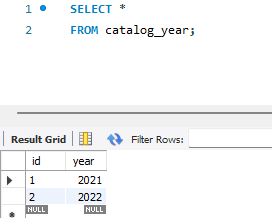 1 SELECT *
2 FROM catalog_year;
Result Grid Filter Rows:
id year
1 2021
2 2022
NULL NULL